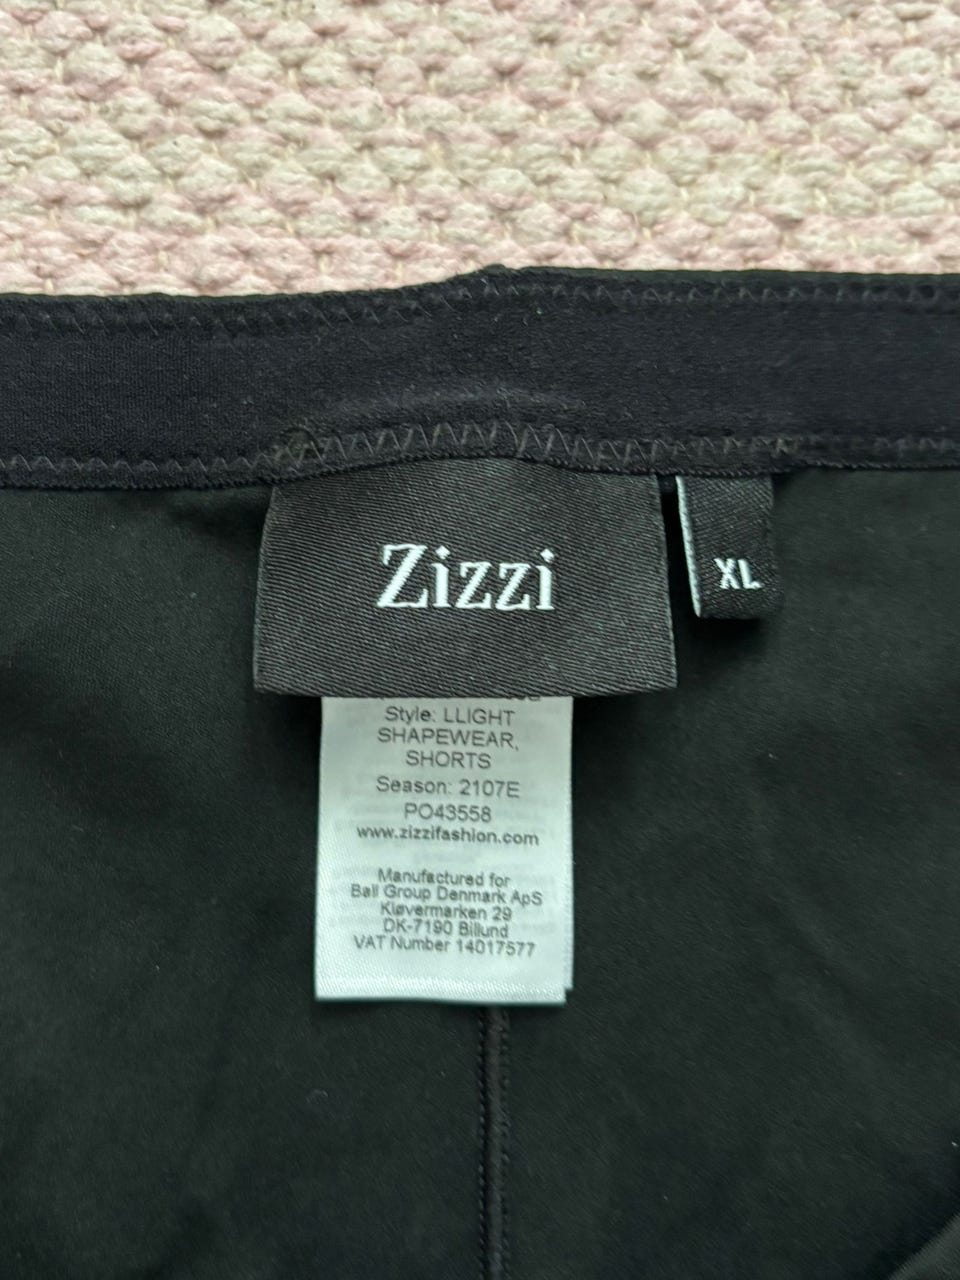 Zizzi
XL
Style: LLIGHT
SHAPEWEAR,
SHORTS
Season: 2107E
PO43558
www.zizzifashion.com
Manufactured for
Ball Group Denmark ApS
Kløvermarken 29
DK-7190 Billund
VAT Number 14017577